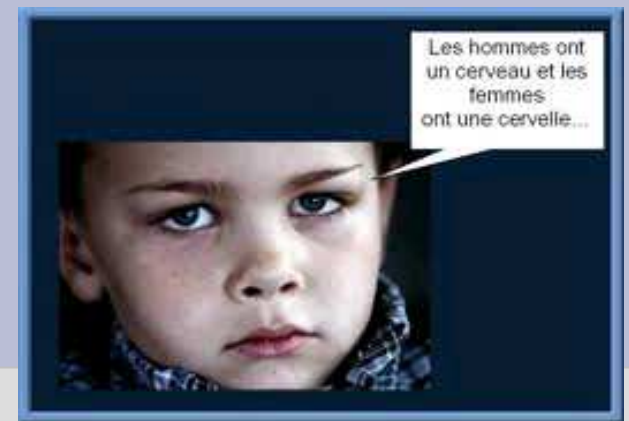 Les hommes ont
un cerveau et les
femmes
ont une cervelle...